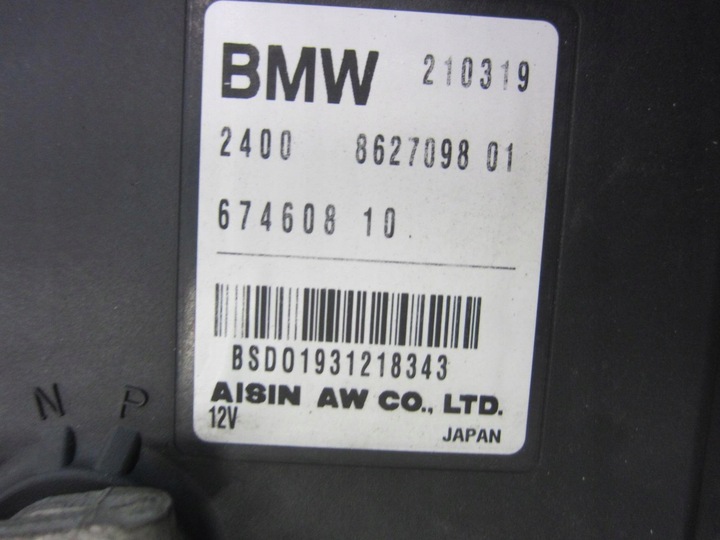 BMW 210319
2400 8627098 01
674608 10
BSD01931218343
AISIN AW CO., LTD.
12V
JAPAN
N P